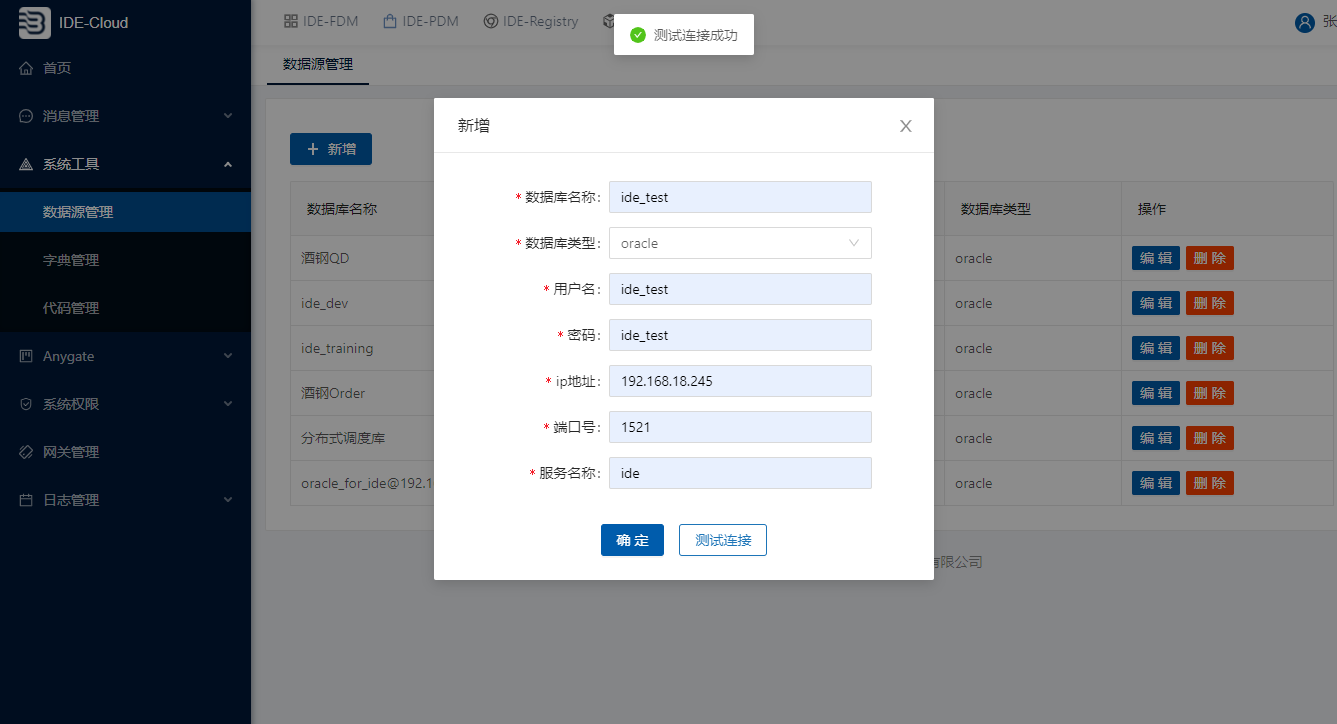 IDE-Cloud
IDE-FDM
IDE-PDM
IDE-Registry
测试连接成功
张
首页
消息管理
系统工具
数据源管理
字典管理
代码管理
Anygate
系统权限
网关管理
日志管理
数据源管理
+ 新增
数据库名称 数据库类型 操作
酒钢QD oracle 编辑 删除
ide_dev oracle 编辑 删除
ide_training oracle 编辑 删除
酒钢Order oracle 编辑 删除
分布式调度库 oracle 编辑 删除
oracle_for_ide@192.1 oracle 编辑 删除
有限公司
新增
* 数据库名称: ide_test
* 数据库类型: oracle
* 用户名: ide_test
* 密码: ide_test
* ip地址: 192.168.18.245
* 端口号: 1521
* 服务名称: ide
确定 测试连接